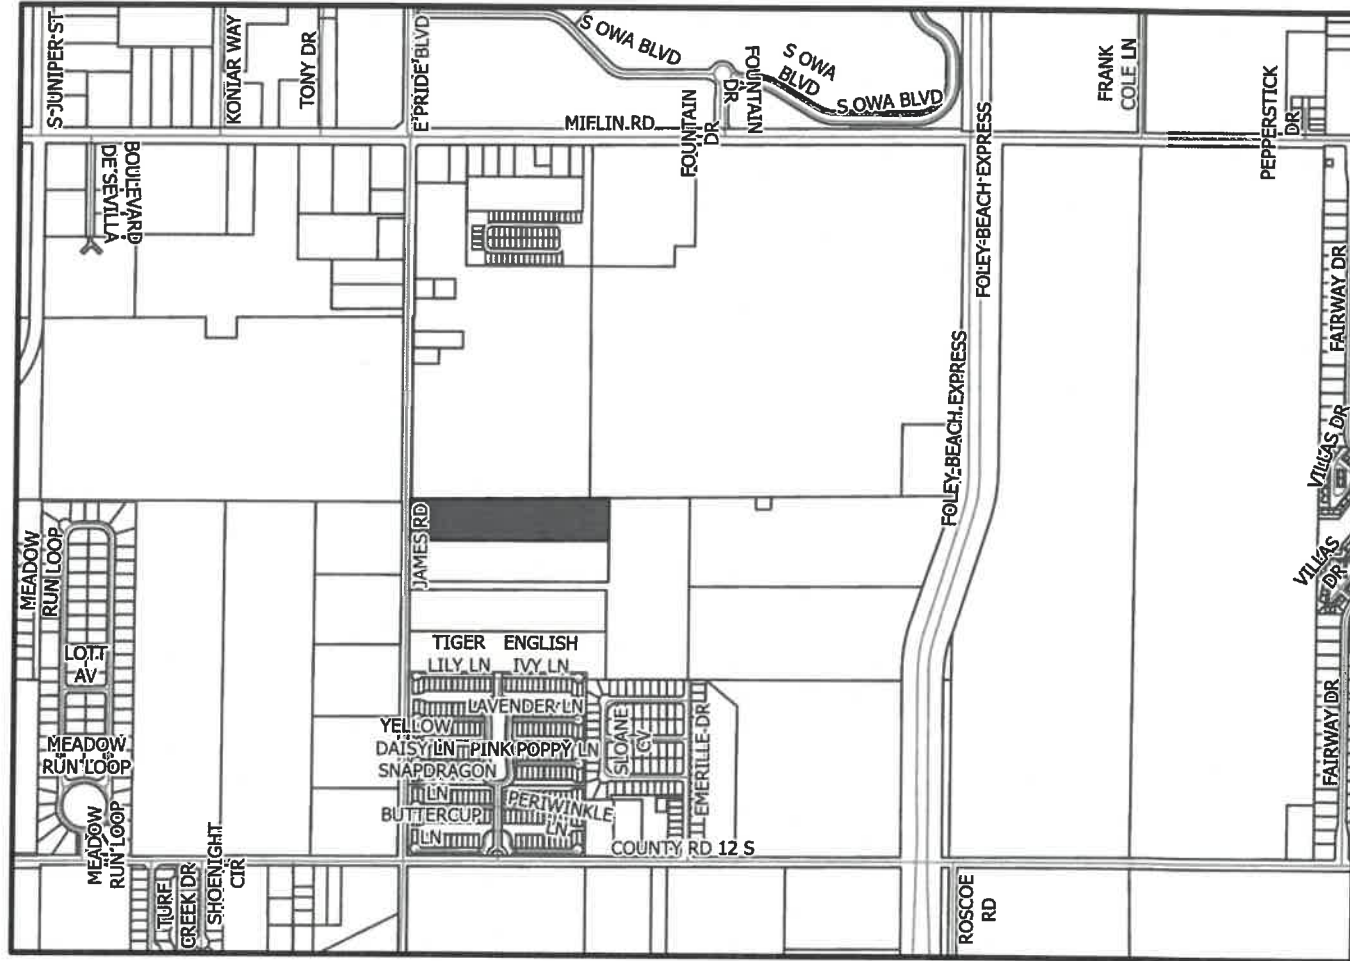 S JUNIPER ST
KONIAR WAY
TONY DR
E PRIDE BLVD
S OWA BLVD
FOUNTAIN
DR
S OWA
BLVD
S OWA BLVD
MIFLIN RD
FOUNTAIN
DR
FOLEY BEACH EXPRESS
FRANK
COLE LN
PEPPERSTICK
DR
BOULEVARD
DE SEVILLA
FAIRWAY DR
FOLEY BEACH EXPRESS
VILLAS DR
JAMES RD
MEADOW
RUN LOOP
VILLAS
DR
LOTT
AV
TIGER
LILY LN
ENGLISH
IVY LN
LAVENDER LN
YELLOW
DAISY LN
PINK POPPY LN
SNAPDRAGON
LN
BUTTERCUP
LN
PERIWINKLE
LN
SLOANE
CV
EMERILLE DR
MEADOW
RUN LOOP
MEADOW
RUN LOOP
FAIRWAY DR
COUNTY RD 12 S
TURF
CREEK DR
SHOENIGHT
CIR
ROSCOE
RD